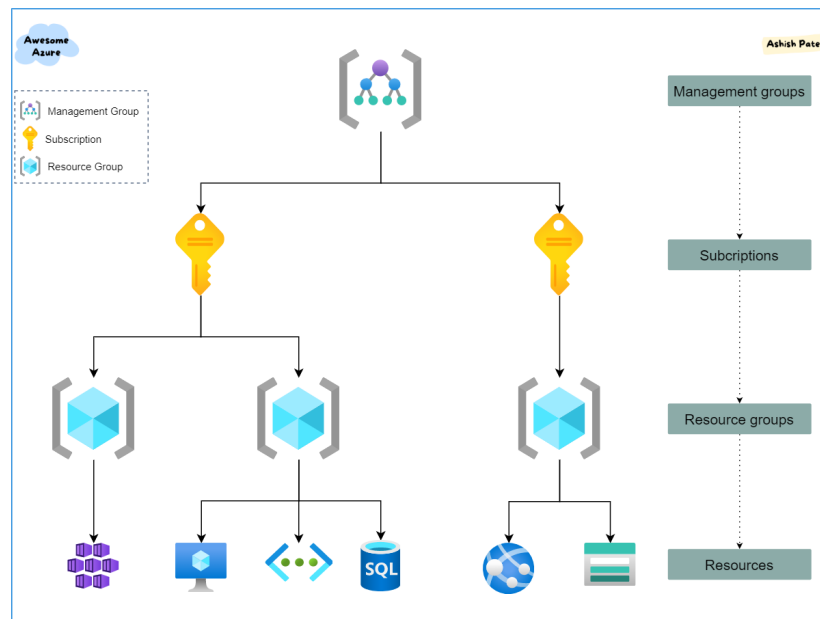 Awesome
Azure
Ashish Pate
Management Group
Subscription
Resource Group
Management groups
Subcriptions
Resource groups
SQL
Resources